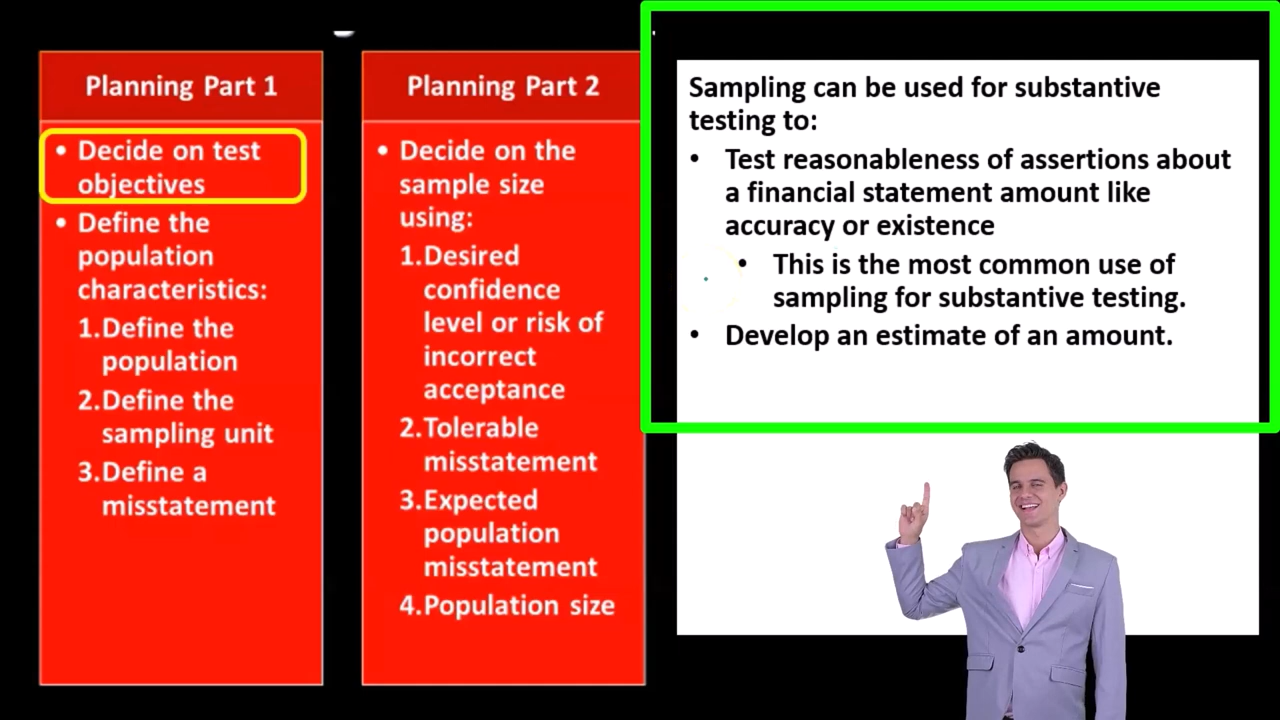 Planning Part 1
• Decide on test
objectives
• Define the
population
characteristics:
1.Define the
population
2.Define the
sampling unit
3.Define a
misstatement
Planning Part 2
• Decide on the
sample size
using:
1.Desired
confidence
level or risk of
incorrect
acceptance
2.Tolerable
misstatement
3.Expected
population
misstatement
4.Population size
Sampling can be used for substantive
testing to:
• Test reasonableness of assertions about
a financial statement amount like
accuracy or existence
• This is the most common use of
sampling for substantive testing.
• Develop an estimate of an amount.